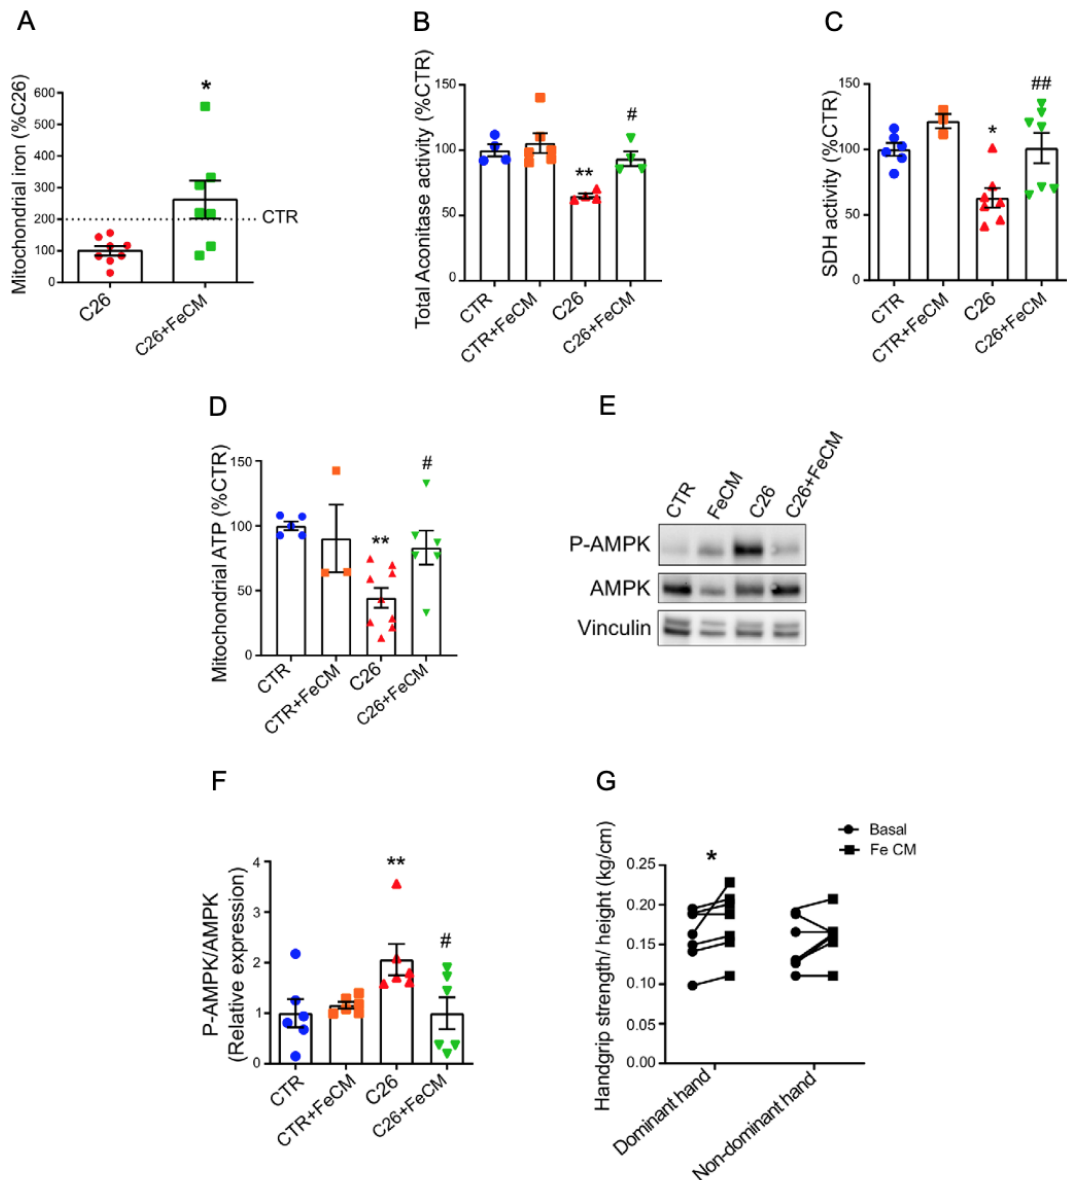 A
Mitochondrial iron (%C26)
600
500
400
300
200
100
0
*
CTR
C26
C26+FeCM
B
Total Aconitase activity (%CTR)
150
100
50
0
**
#
CTR
CTR+FeCM
C26
C26+FeCM
C
SDH activity (%CTR)
150
100
50
0
*
##
CTR
CTR+FeCM
C26
C26+FeCM
D
Mitochondrial ATP (%CTR)
150
100
50
0
**
#
CTR
CTR+FeCM
C26
C26+FeCM
E
CTR
FeCM
C26
C26+FeCM
P-AMPK
AMPK
Vinculin
F
P-AMPK/AMPK
(Relative expression)
4
3
2
1
0
**
#
CTR
CTR+FeCM
C26
C26+FeCM
G
Handgrip strength/ height (kg/cm)
0.25
0.20
0.15
0.10
0.05
0.00
*
Basal
Fe CM
Dominant hand
Non-dominant hand